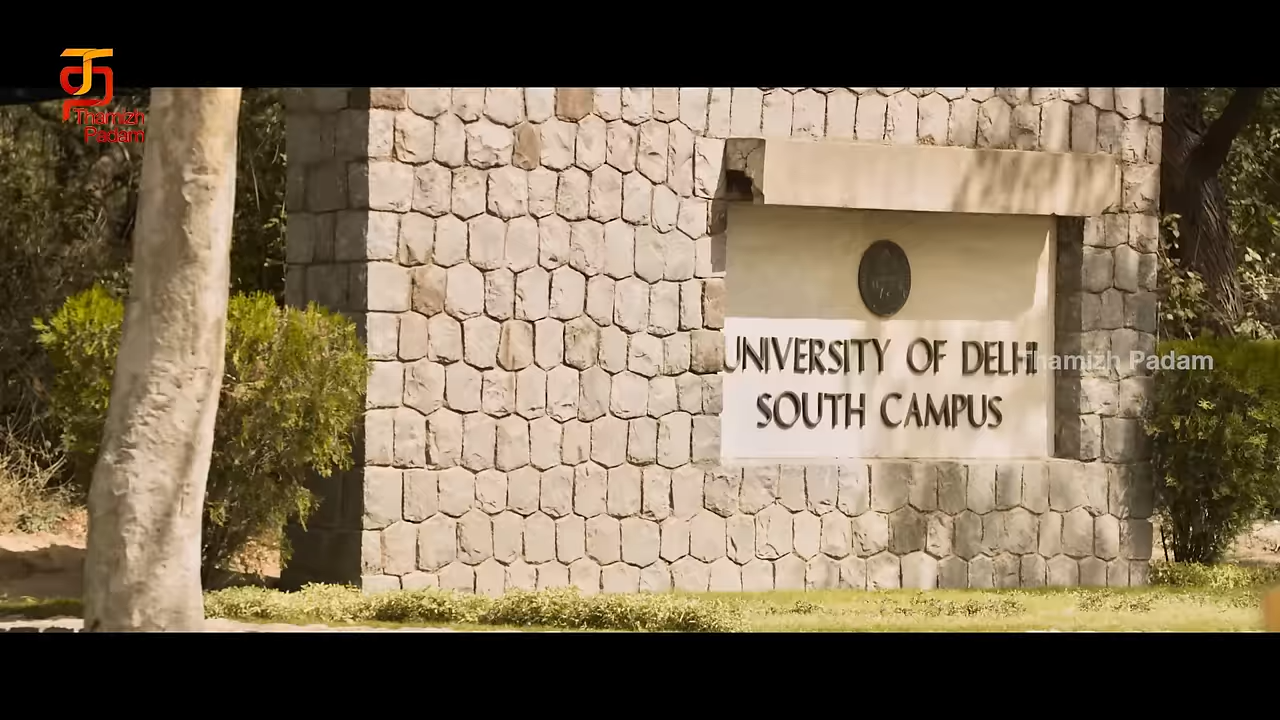 Thamizh
Padam
UNIVERSITY OF DELHI
SOUTH CAMPUS
Thamizh Padam